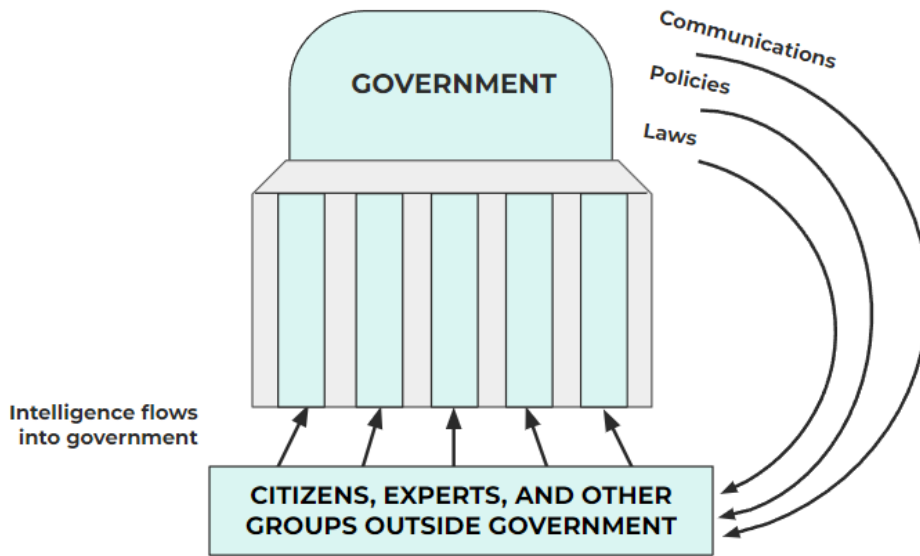 Communications
Policies
Laws
GOVERNMENT
Intelligence flows
into government
CITIZENS, EXPERTS, AND OTHER
GROUPS OUTSIDE GOVERNMENT